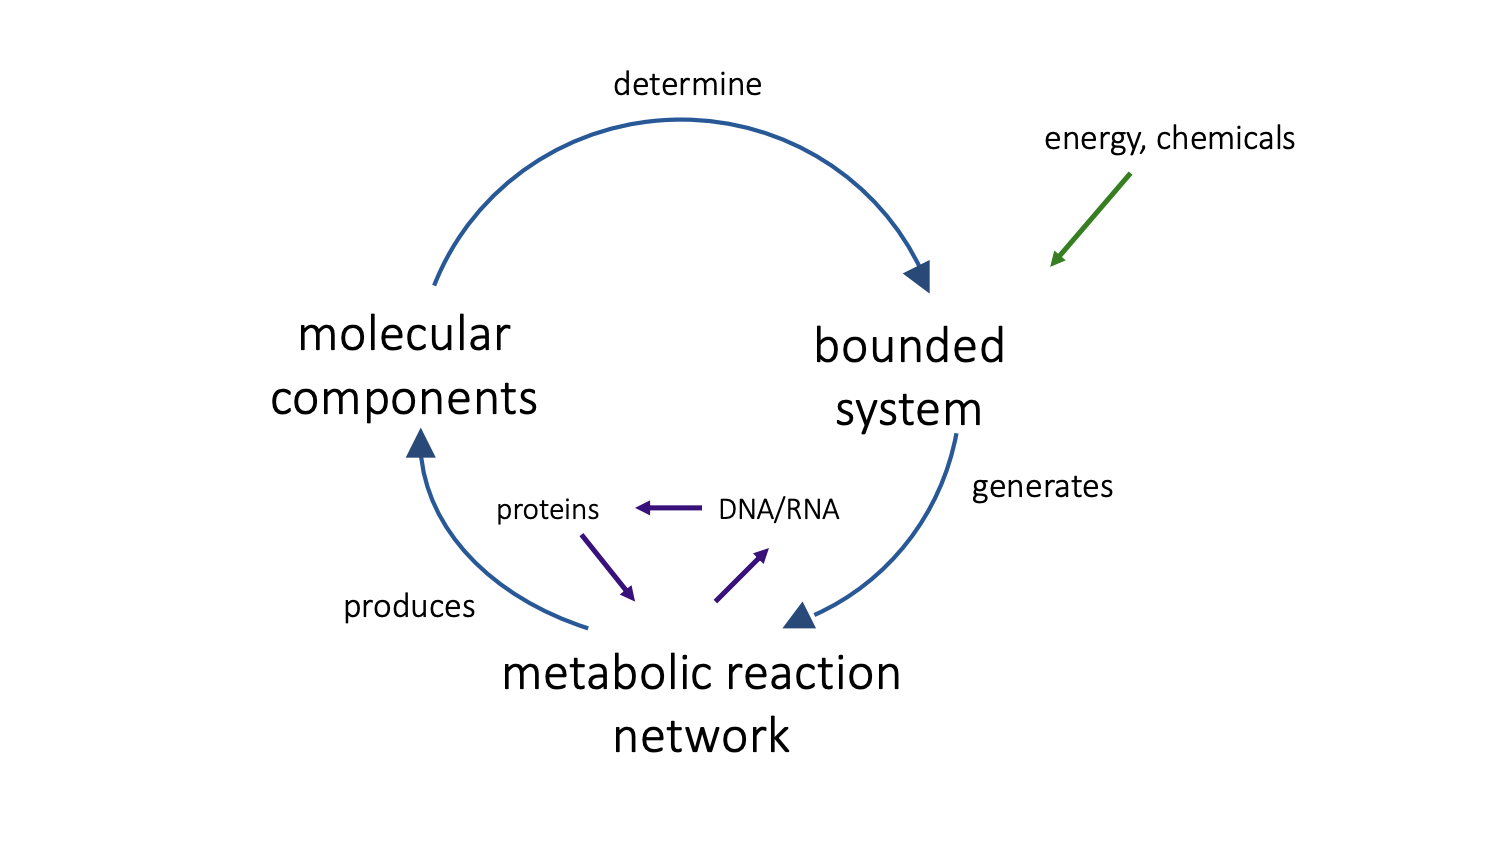 determine
energy, chemicals
molecular
components
bounded
system
generates
proteins
DNA/RNA
produces
metabolic reaction
network